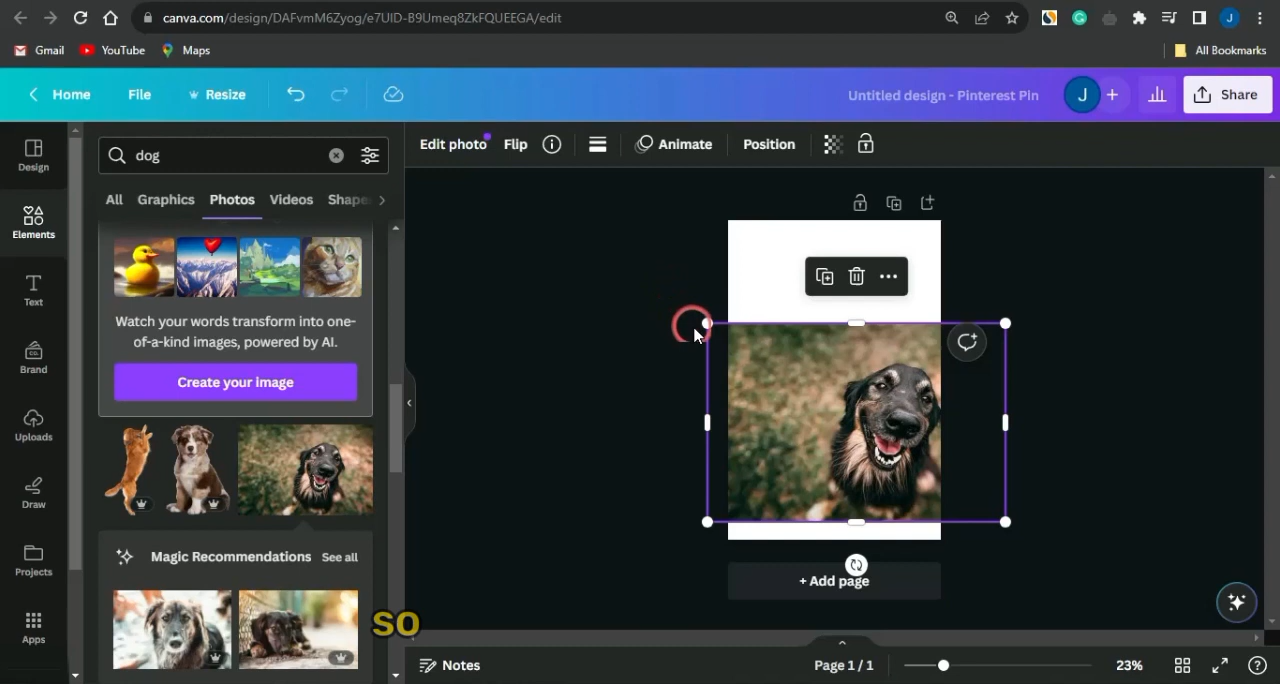 canva.com/design/DAFvmM6Zyog/e7UID-B9Umeq8ZkFQUEEGA/edit
J
Gmail
YouTube
Maps
All Bookmarks
Home
File
Resize
Untitled design - Pinterest Pin
J
+
Share
Design
Elements
Text
Brand
Uploads
Draw
Projects
Apps
dog
All
Graphics
Photos
Videos
Shape
Watch your words transform into one-
of-a-kind images, powered by AI.
Create your image
Magic Recommendations
See all
Edit photo
Flip
Animate
Position
+ Add page
so
Notes
Page 1 / 1
23%